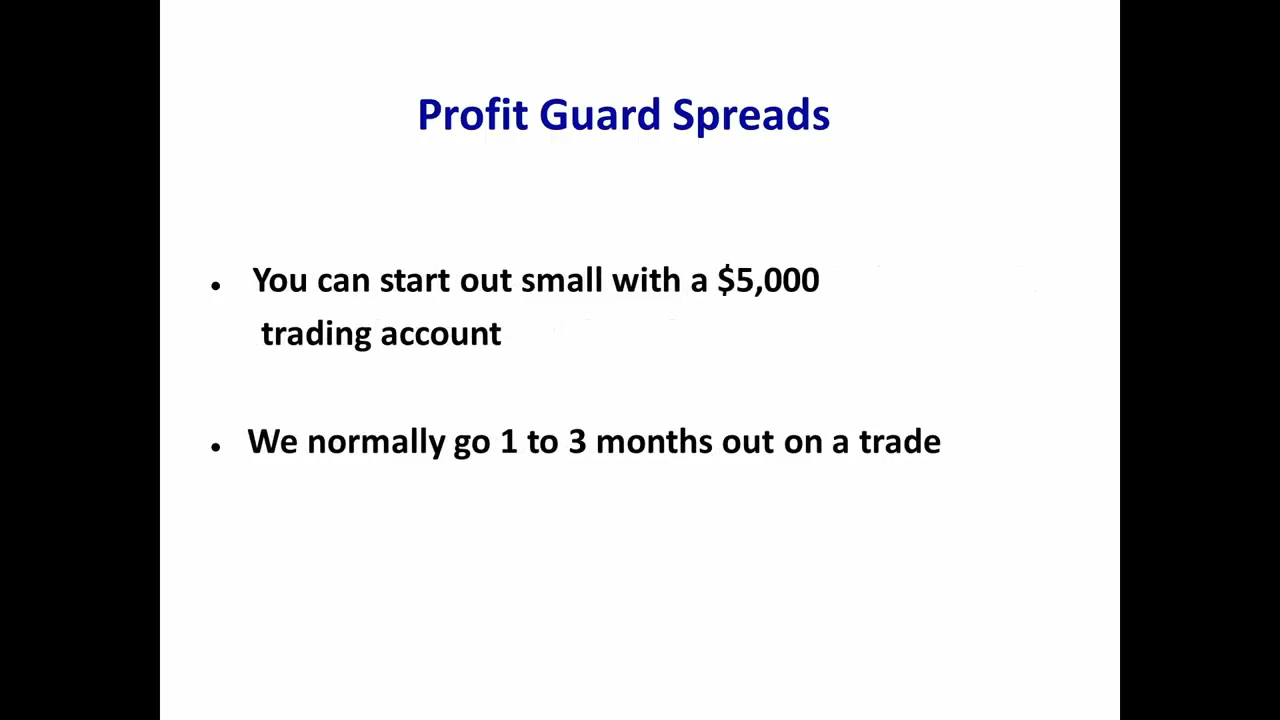 Profit Guard Spreads
• You can start out small with a $5,000
trading account
• We normally go 1 to 3 months out on a trade